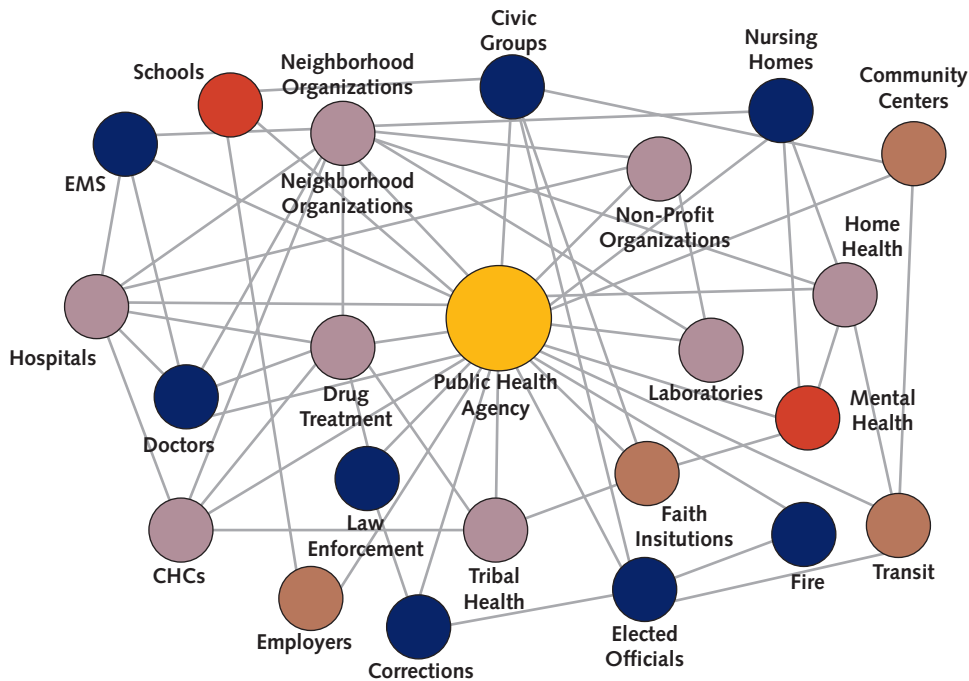 Civic
Groups
Nursing
Homes
Schools
Neighborhood
Organizations
Community
Centers
EMS
Neighborhood
Organizations
Non-Profit
Organizations
Home
Health
Hospitals
Public Health
Agency
Laboratories
Drug
Treatment
Mental
Health
Doctors
Law
Enforcement
Faith
Insitutions
CHCs
Tribal
Health
Fire
Transit
Employers
Elected
Officials
Corrections